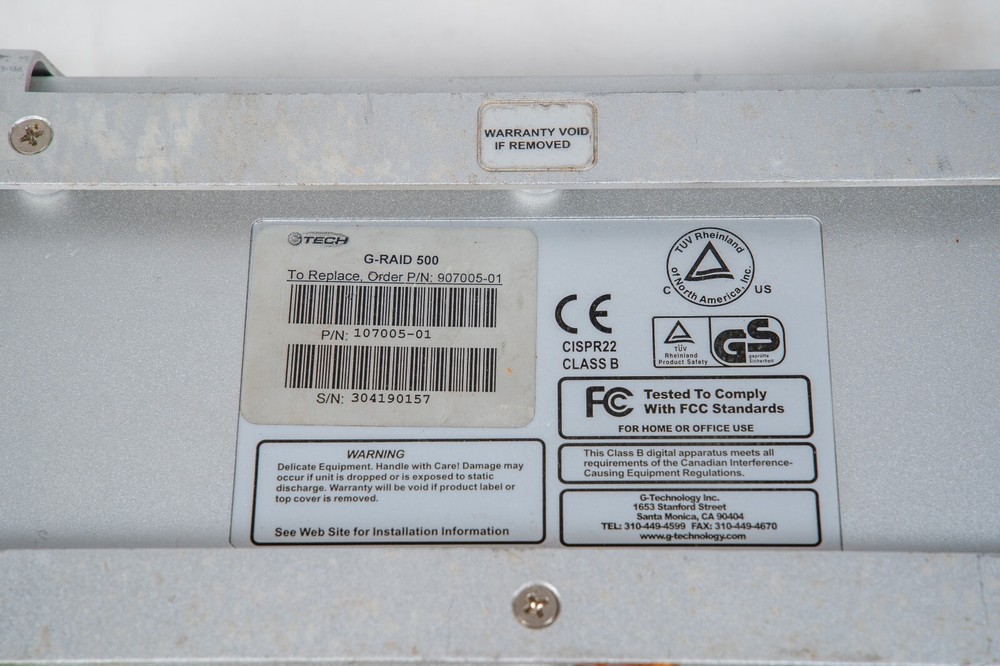 WARRANTY VOID
IF REMOVED
G TECH
G-RAID 500
To Replace, Order P/N: 907005-01
P/N: 107005-01
S/N: 304190157
TÜV Rheinland
of North America, Inc.
C US
CE
CISPR22
CLASS B
TÜV
Rheinland
Product Safety
GS
geprüfte
Sicherheit
FC Tested To Comply
With FCC Standards
FOR HOME OR OFFICE USE
This Class B digital apparatus meets all
requirements of the Canadian Interference-
Causing Equipment Regulations.
WARNING
Delicate Equipment. Handle with Care! Damage may
occur if unit is dropped or is exposed to static
discharge. Warranty will be void if product label or
top cover is removed.
See Web Site for Installation Information
G-Technology Inc.
1653 Stanford Street
Santa Monica, CA 90404
TEL: 310-449-4599 FAX: 310-449-4670
www.g-technology.com